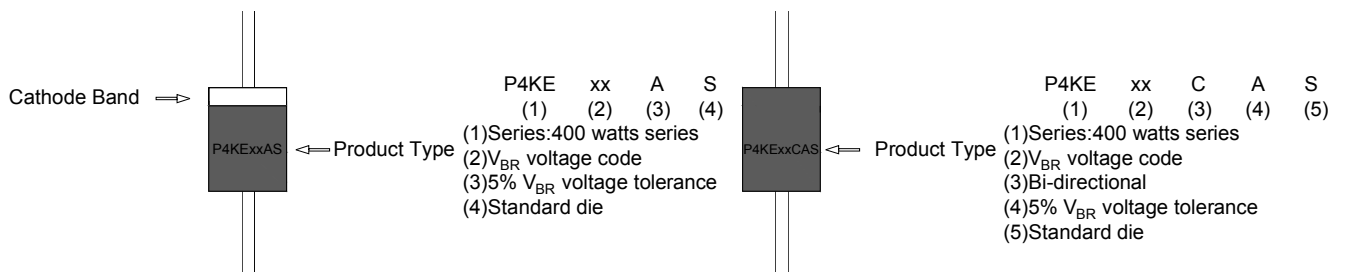 Cathode Band
P4KExxAS
Product Type
P4KE xx A S
(1) (2) (3) (4)
(1)Series:400 watts series
(2)VBR voltage code
(3)5% VBR voltage tolerance
(4)Standard die
P4KExxCAS
Product Type
P4KE xx C A S
(1) (2) (3) (4) (5)
(1)Series:400 watts series
(2)VBR voltage code
(3)Bi-directional
(4)5% VBR voltage tolerance
(5)Standard die